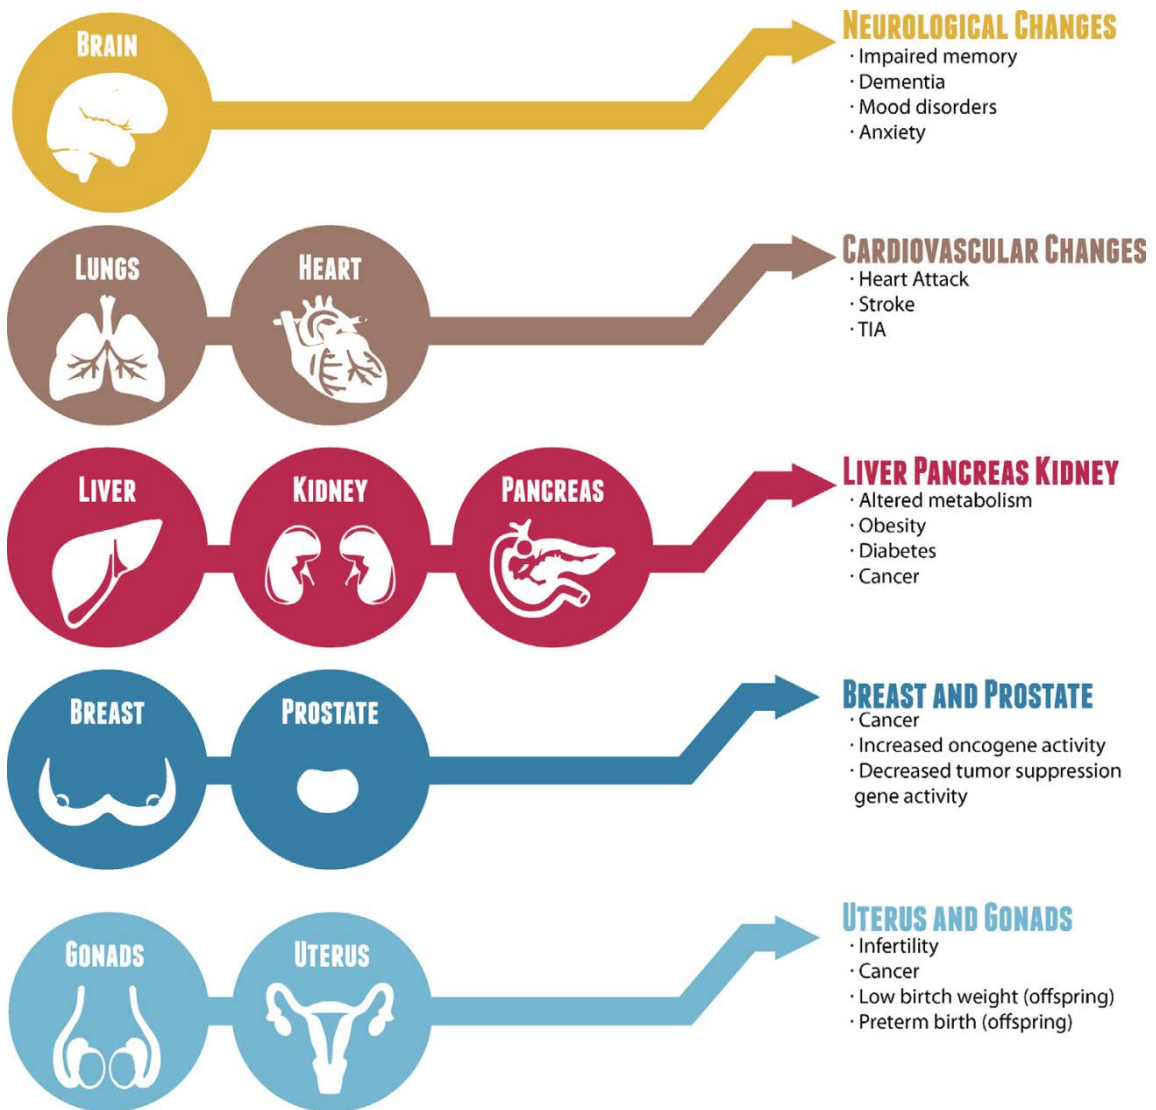 BRAIN
NEUROLOGICAL CHANGES
· Impaired memory
· Dementia
· Mood disorders
· Anxiety
LUNGS
HEART
CARDIOVASCULAR CHANGES
· Heart Attack
· Stroke
· TIA
LIVER
KIDNEY
PANCREAS
LIVER PANCREAS KIDNEY
· Altered metabolism
· Obesity
· Diabetes
· Cancer
BREAST
PROSTATE
BREAST AND PROSTATE
· Cancer
· Increased oncogene activity
· Decreased tumor suppression
gene activity
GONADS
UTERUS
UTERUS AND GONADS
· Infertility
· Cancer
· Low birtch weight (offspring)
· Preterm birth (offspring)